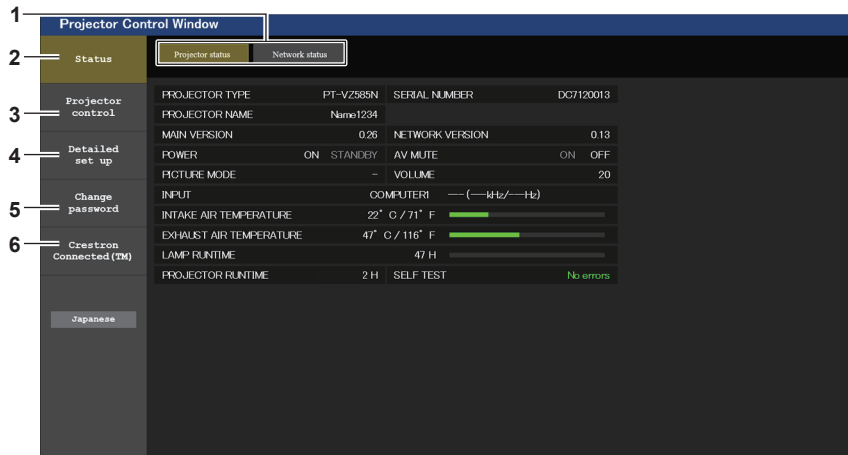 1
Projector Control Window
2
Status
Projector status Network status
3
Projector
control
4
Detailed
set up
5
Change
password
6
Crestron
Connected(TM)
Japanese
PROJECTOR TYPE PT-VZ585N SERIAL NUMBER DC7120013
PROJECTOR NAME Name1234
MAIN VERSION 0.26 NETWORK VERSION 0.13
POWER ON STANDBY AV MUTE ON OFF
PICTURE MODE – VOLUME 20
INPUT COMPUTER1 ---(---kHz/---Hz)
INTAKE AIR TEMPERATURE 22° C / 71° F
EXHAUST AIR TEMPERATURE 47° C / 116° F
LAMP RUNTIME 47 H
PROJECTOR RUNTIME 2 H SELF TEST No errors